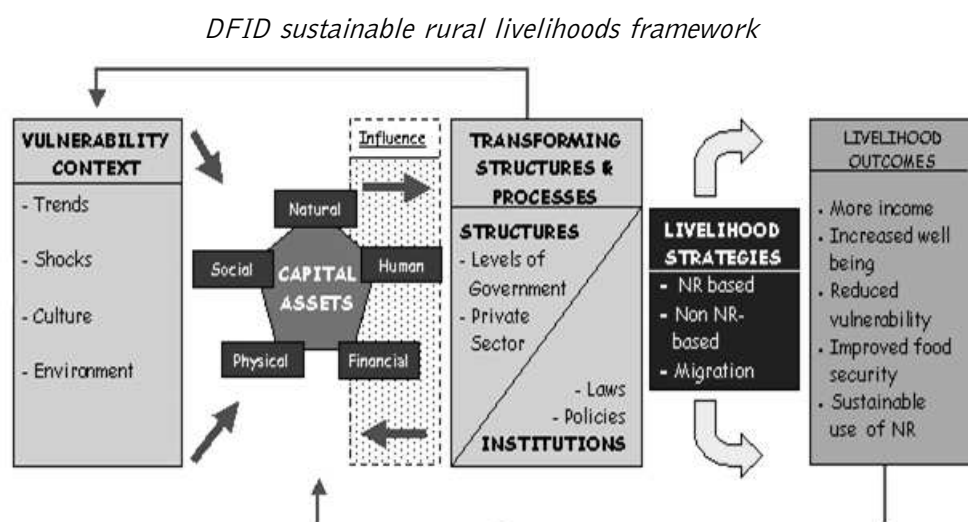 DFID sustainable rural livelihoods framework
VULNERABILITY
CONTEXT
- Trends
- Shocks
- Culture
- Environment
Natural
Social
Human
CAPITAL
ASSETS
Physical
Financial
Influence
TRANSFORMING
STRUCTURES &
PROCESSES
STRUCTURES
- Levels of
Government
- Private
Sector
- Laws
- Policies
INSTITUTIONS
LIVELIHOOD
STRATEGIES
- NR based
- Non NR-
based
- Migration
LIVELIHOOD
OUTCOMES
• More income
• Increased well
being
• Reduced
vulnerability
• Improved food
security
• Sustainable
use of NR